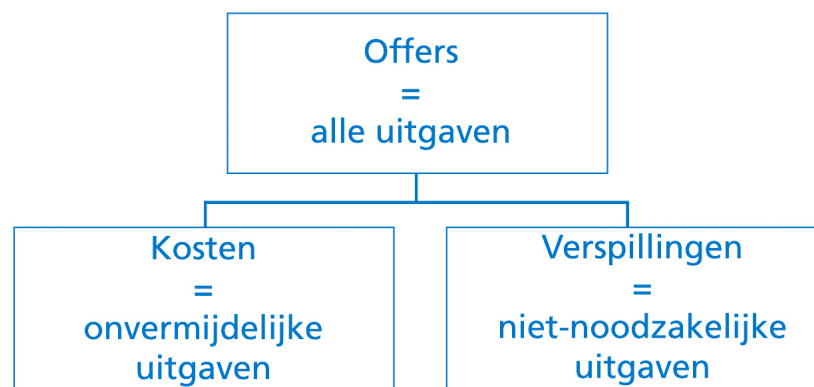 Offers
=
alle uitgaven
Kosten
=
onvermijdelijke
uitgaven
Verspillingen
=
niet-noodzakelijke
uitgaven